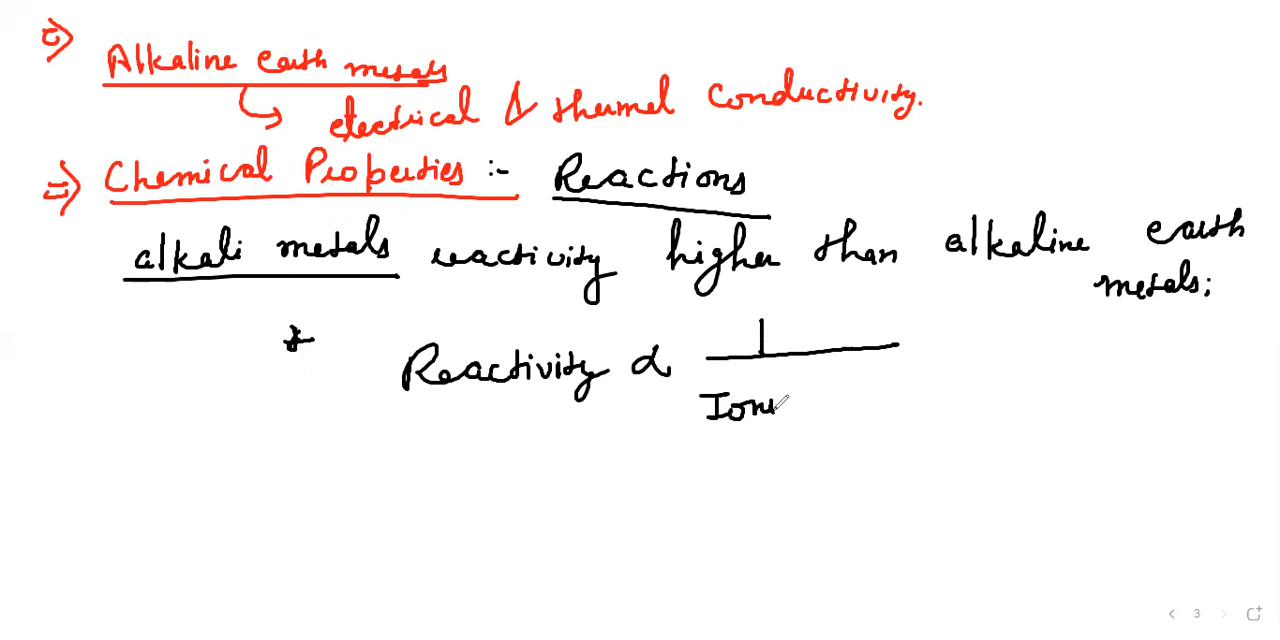 ⇒ Alkaline earth metals
↳ electrical & thermal conductivity.
⇒ Chemical Properties :- Reactions
alkali metals reactivity higher than alkaline earth
metals;
* Reactivity α 1
Ioni
3